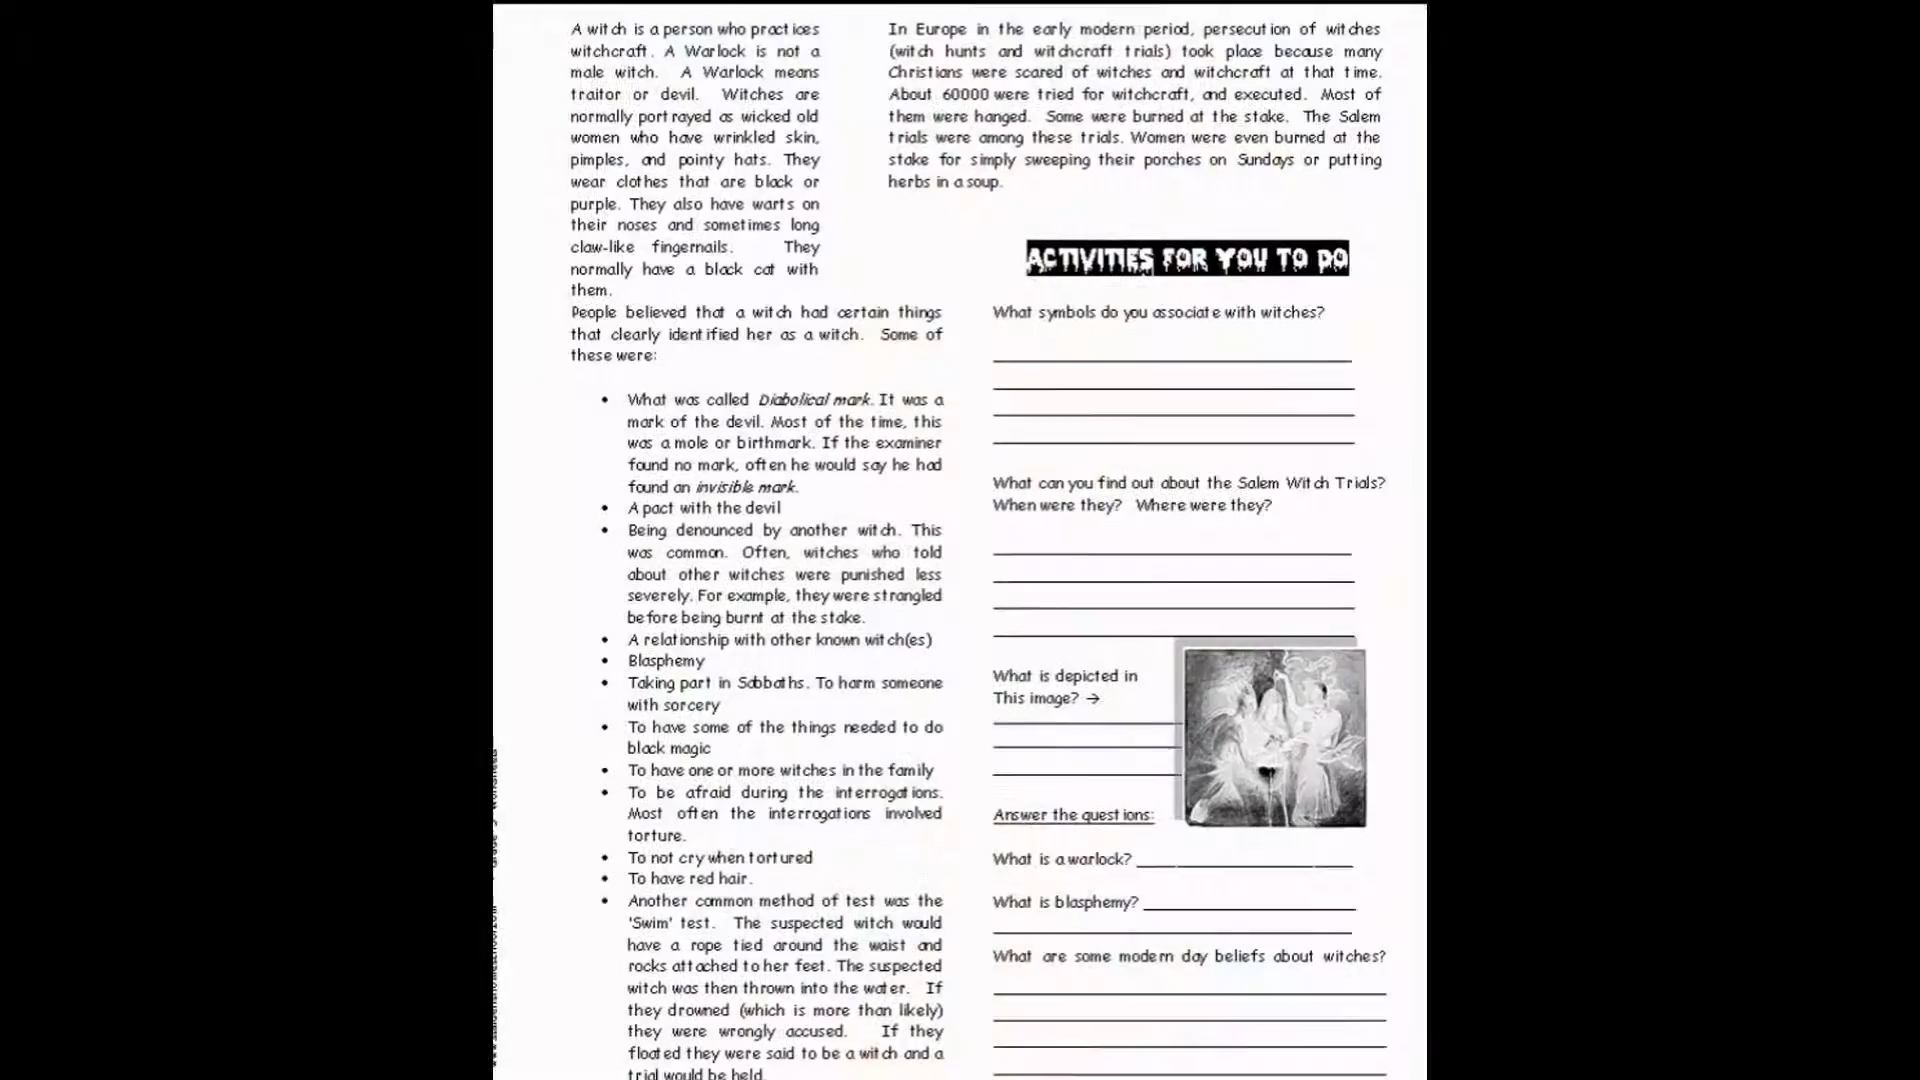 A witch is a person who practices
witchcraft. A Warlock is not a
male witch. A Warlock means
traitor or devil. Witches are
normally portrayed as wicked old
women who have wrinkled skin,
pimples, and pointy hats. They
wear clothes that are black or
purple. They also have warts on
their noses and sometimes long
claw-like fingernails. They
normally have a black cat with
them.
People believed that a witch had certain things
that clearly identified her as a witch. Some of
these were:
• What was called Diabolical mark. It was a
mark of the devil. Most of the time, this
was a mole or birthmark. If the examiner
found no mark, often he would say he had
found an invisible mark.
• A pact with the devil
• Being denounced by another witch. This
was common. Often, witches who told
about other witches were punished less
severely. For example, they were strangled
before being burnt at the stake.
• A relationship with other known witch(es)
• Blasphemy
• Taking part in Sabbaths. To harm someone
with sorcery
• To have some of the things needed to do
black magic
• To have one or more witches in the family
• To be afraid during the interrogations.
Most often the interrogations involved
torture.
• To not cry when tortured
• To have red hair.
• Another common method of test was the
'Swim' test. The suspected witch would
have a rope tied around the waist and
rocks attached to her feet. The suspected
witch was then thrown into the water. If
they drowned (which is more than likely)
they were wrongly accused. If they
floated they were said to be a witch and a
trial would be held.
In Europe in the early modern period, persecution of witches
(witch hunts and witchcraft trials) took place because many
Christians were scared of witches and witchcraft at that time.
About 60000 were tried for witchcraft, and executed. Most of
them were hanged. Some were burned at the stake. The Salem
trials were among these trials. Women were even burned at the
stake for simply sweeping their porches on Sundays or putting
herbs in a soup.
ACTIVITIES FOR YOU TO DO
What symbols do you associate with witches?
What can you find out about the Salem Witch Trials?
When were they? Where were they?
What is depicted in
This image? →
Answer the questions:
What is a warlock?
What is blasphemy?
What are some modern day beliefs about witches?